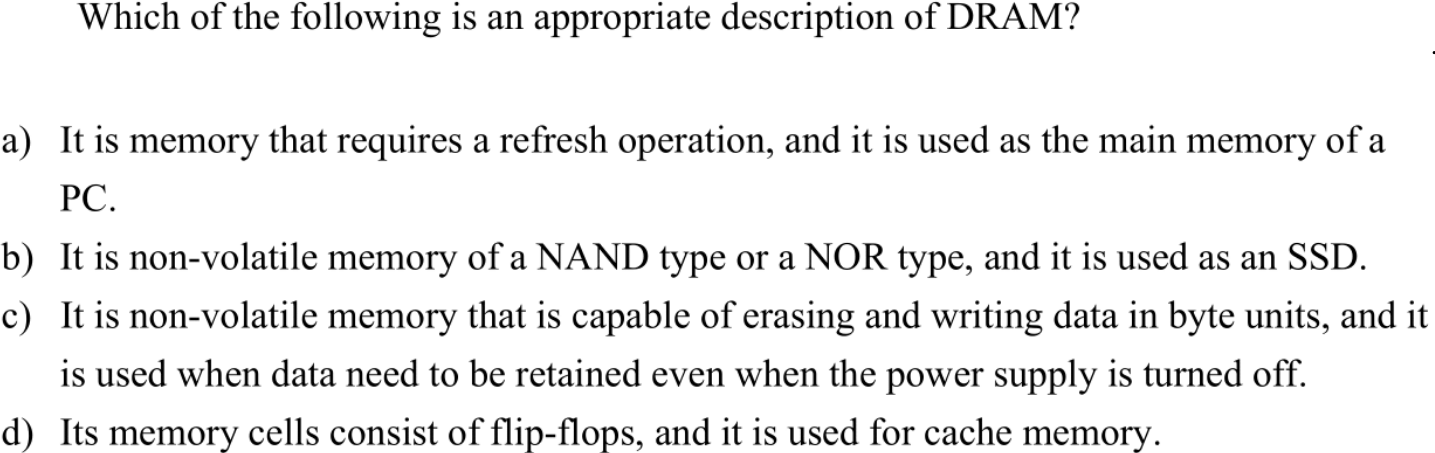 Which of the following is an appropriate description of DRAM?
a) It is memory that requires a refresh operation, and it is used as the main memory of a
PC.
b) It is non-volatile memory of a NAND type or a NOR type, and it is used as an SSD.
c) It is non-volatile memory that is capable of erasing and writing data in byte units, and it
is used when data need to be retained even when the power supply is turned off.
d) Its memory cells consist of flip-flops, and it is used for cache memory.